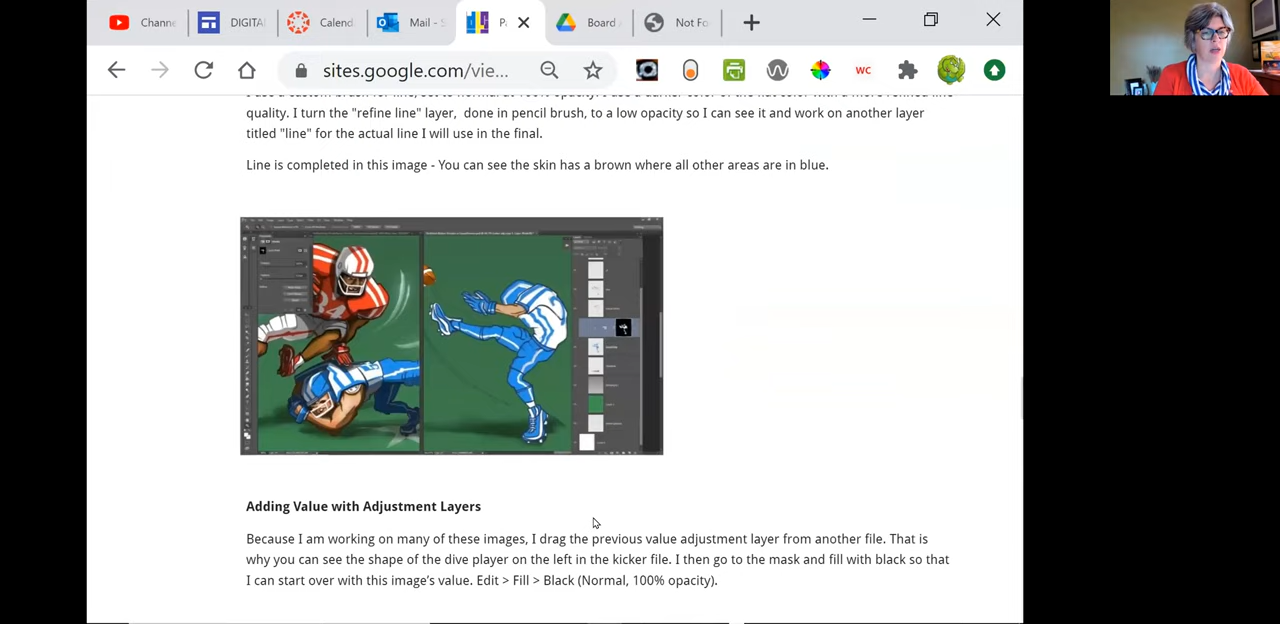 Channe
DIGITA
Calend
Mail - S
P
Board
Not Fo
sites.google.com/vie...
WC
quality. I turn the "refine line" layer, done in pencil brush, to a low opacity so I can see it and work on another layer
titled "line" for the actual line I will use in the final.
Line is completed in this image - You can see the skin has a brown where all other areas are in blue.
Adding Value with Adjustment Layers
Because I am working on many of these images, I drag the previous value adjustment layer from another file. That is
why you can see the shape of the dive player on the left in the kicker file. I then go to the mask and fill with black so that
I can start over with this image's value. Edit > Fill > Black (Normal, 100% opacity).